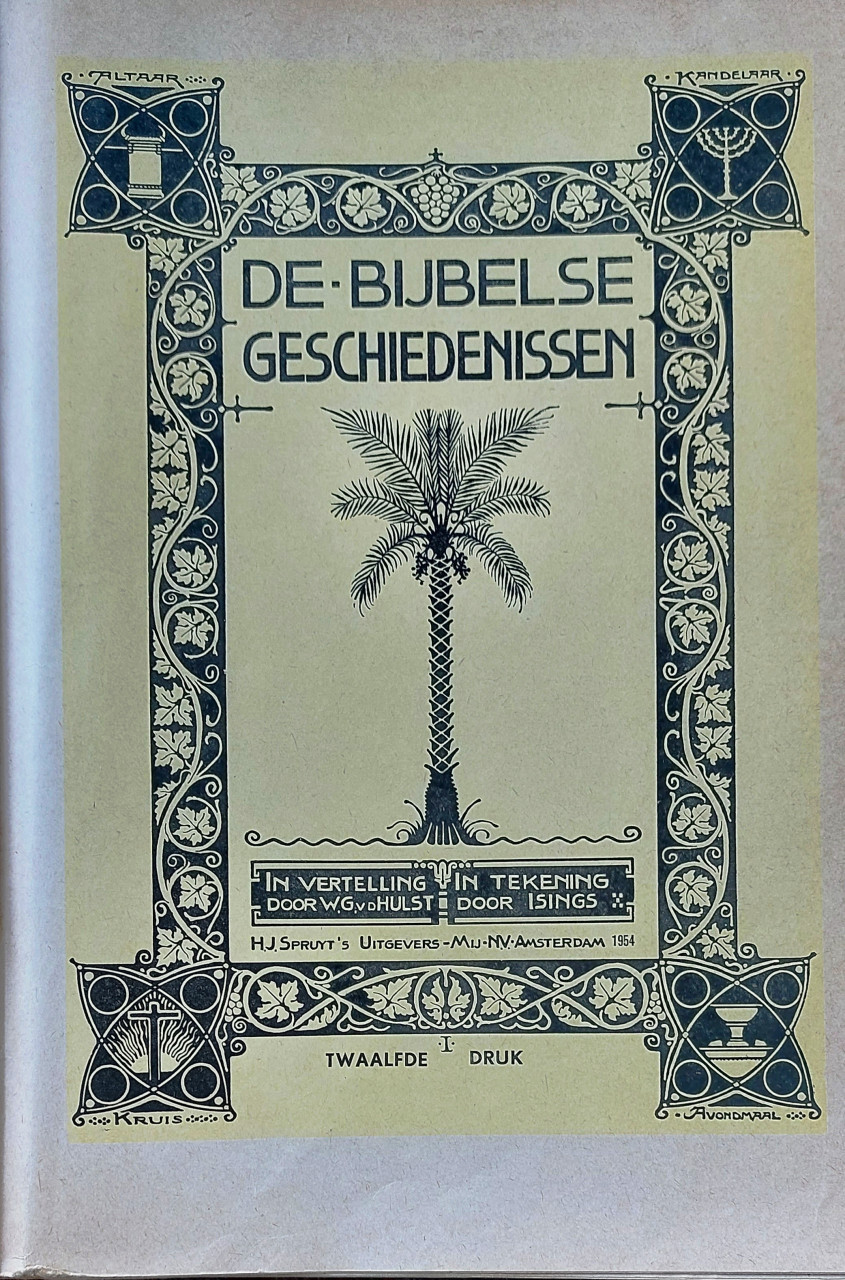 ·ALTAAR·
·KANDELAAR·
DE·BIJBELSE
GESCHIEDENISSEN
IN VERTELLING
DOOR W.G.v.D.HULST
IN TEKENING
DOOR ISINGS
H.J.SPRUYT'S UITGEVERS-MIJ·N.V.·AMSTERDAM 1954
·I·
TWAALFDE DRUK
·KRUIS·
·AVONDMAAL·